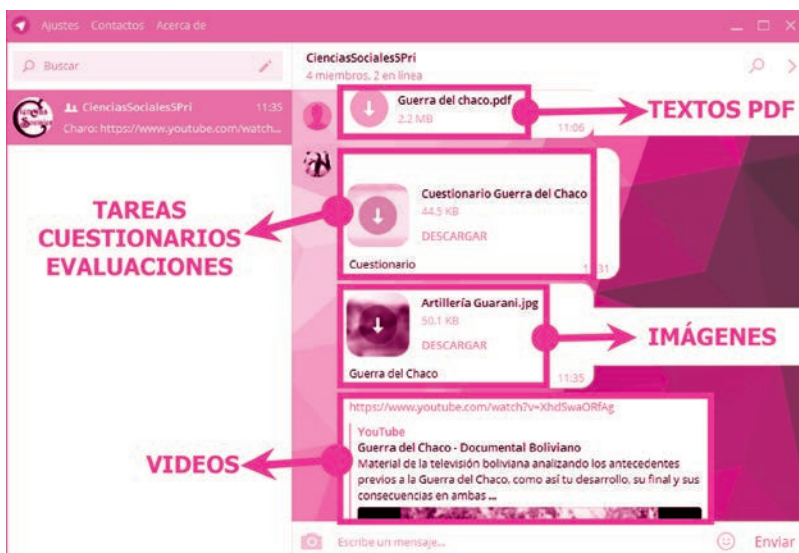 Ajustes Contactos Acerca de
Buscar
CienciasSociales5Pri 11:35
Charo: https://www.youtube.com/watch...
CienciasSociales5Pri
4 miembros, 2 en línea
Guerra del chaco.pdf
2.2 MB
11:06
TEXTOS PDF
Cuestionario Guerra del Chaco
44.5 KB
DESCARGAR
Cuestionario
TAREAS
CUESTIONARIOS
EVALUACIONES
Artillería Guarani.jpg
50.1 KB
DESCARGAR
Guerra del Chaco
11:35
IMÁGENES
https://www.youtube.com/watch?v=XhdSwaORfAg
YouTube
Guerra del Chaco - Documental Boliviano
Material de la televisión boliviana analizando los antecedentes
previos a la Guerra del Chaco, como así tu desarrollo, su final y sus
consecuencias en ambas ...
VIDEOS
Escribe un mensaje...
Enviar